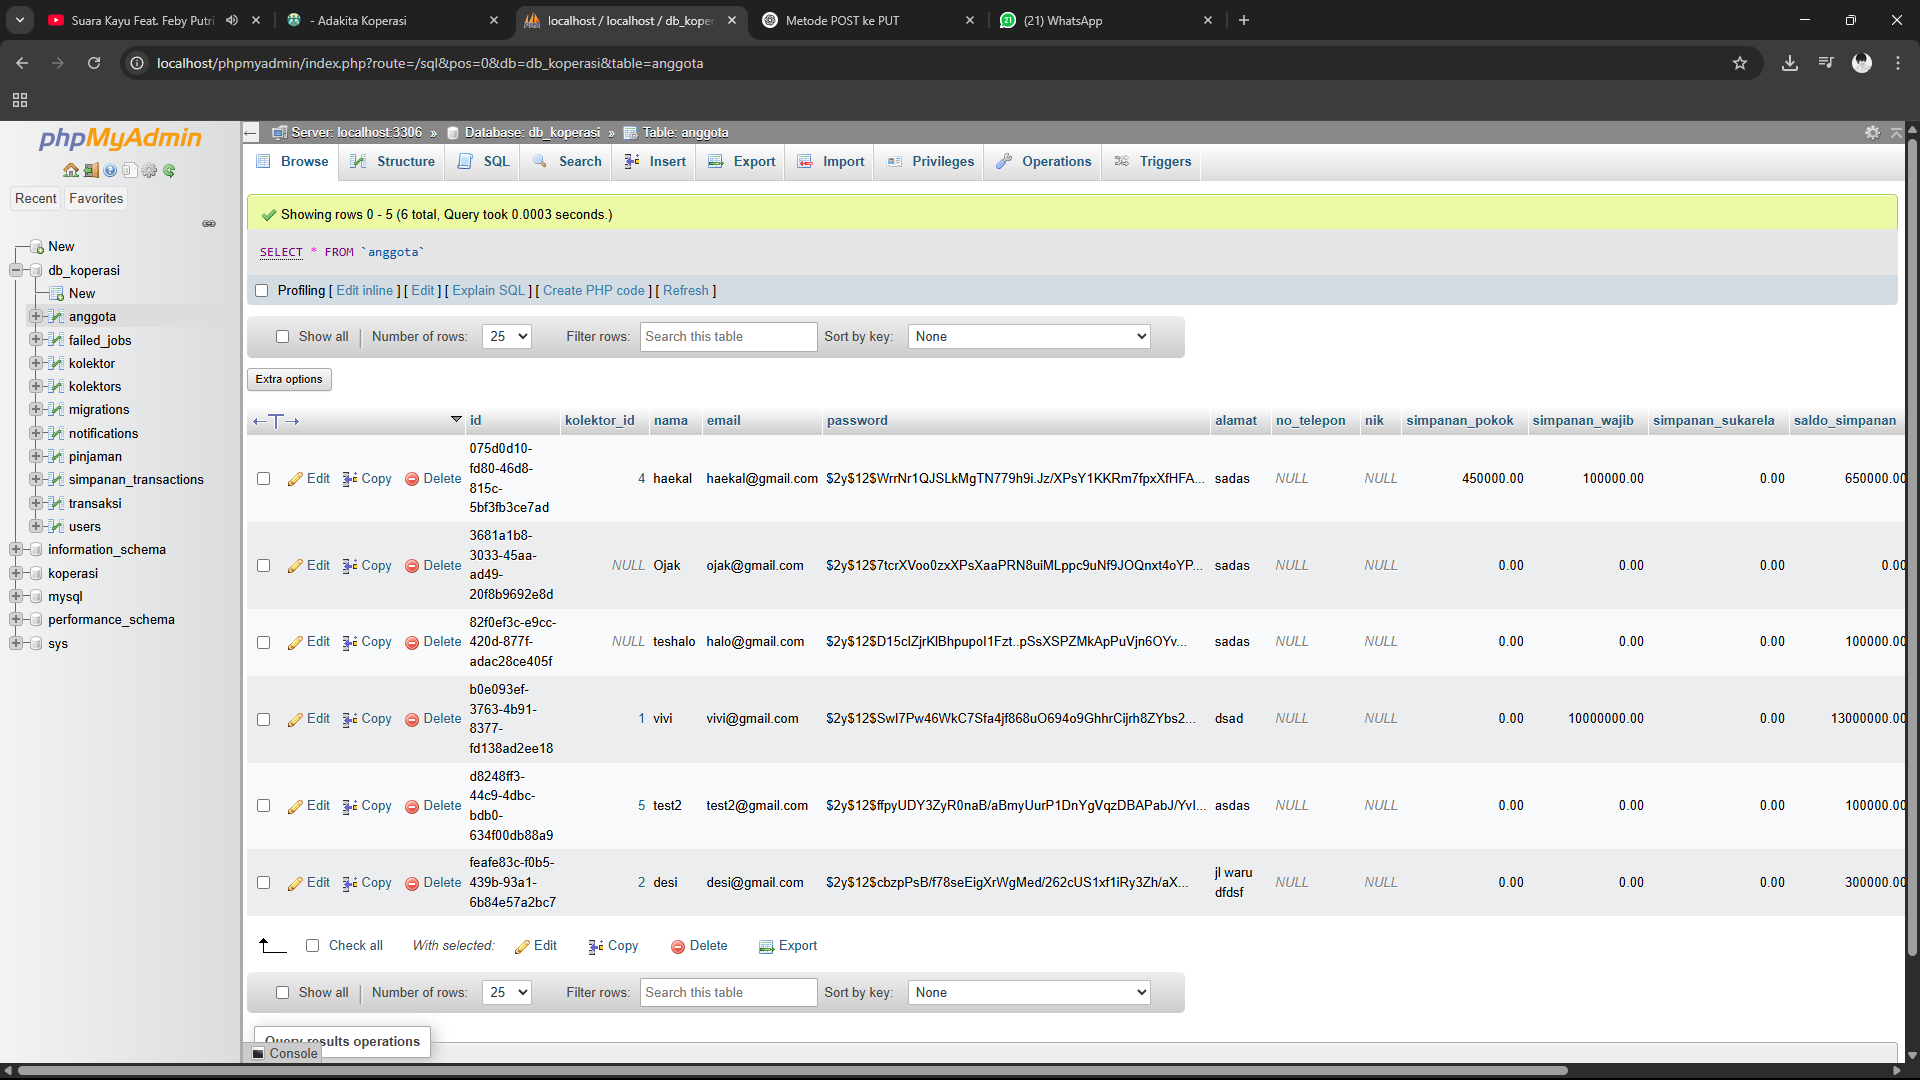 Suara Kayu Feat. Feby Putri
- Adakita Koperasi
localhost / localhost / db_koper
Metode POST ke PUT
(21) WhatsApp
localhost/phpmyadmin/index.php?route=/sql&pos=0&db=db_koperasi&table=anggota
phpMyAdmin
Recent
Favorites
New
db_koperasi
New
anggota
failed_jobs
kolektor
kolektors
migrations
notifications
pinjaman
simpanan_transactions
transaksi
users
information_schema
koperasi
mysql
performance_schema
sys
Server: localhost:3306 » Database: db_koperasi » Table: anggota
Browse Structure SQL Search Insert Export Import Privileges Operations Triggers
Showing rows 0 - 5 (6 total, Query took 0.0003 seconds.)
SELECT * FROM `anggota`
Profiling [ Edit inline ] [ Edit ] [ Explain SQL ] [ Create PHP code ] [ Refresh ]
Show all Number of rows: 25 Filter rows: Search this table Sort by key: None
Extra options
←T→ id kolektor_id nama email password alamat no_telepon nik simpanan_pokok simpanan_wajib simpanan_sukarela saldo_simpanan
075d0d10-
fd80-46d8-
815c-
5bf3fb3ce7ad
Edit Copy Delete 4 haekal haekal@gmail.com $2y$12$WrrNr1QJSLkMgTN779h9i.Jz/XPsY1KKRm7fpxXfHFA... sadas NULL NULL 450000.00 100000.00 0.00 650000.00
3681a1b8-
3033-45aa-
ad49-
20f8b9692e8d
Edit Copy Delete NULL Ojak ojak@gmail.com $2y$12$7tcrXVoo0zxXPsXaaPRN8uiMLppc9uNf9JOQnxt4oYP... sadas NULL NULL 0.00 0.00 0.00 0.00
82f0ef3c-e9cc-
420d-877f-
adac28ce405f
Edit Copy Delete NULL teshalo halo@gmail.com $2y$12$D15clZjrKlBhpupol1Fzt..pSsXSPZMkApPuVjn6OYv... sadas NULL NULL 0.00 0.00 0.00 100000.00
b0e093ef-
3763-4b91-
8377-
fd138ad2ee18
Edit Copy Delete 1 vivi vivi@gmail.com $2y$12$Swl7Pw46WkC7Sfa4jf868uO694o9GhhrCijrh8ZYbs2... dsad NULL NULL 0.00 10000000.00 0.00 13000000.00
d8248ff3-
44c9-4dbc-
bdb0-
634f00db88a9
Edit Copy Delete 5 test2 test2@gmail.com $2y$12$ffpyUDY3ZyR0naB/aBmyUurP1DnYgVqzDBAPabJ/YvI... asdas NULL NULL 0.00 0.00 0.00 100000.00
feafe83c-f0b5-
439b-93a1-
6b84e57a2bc7
Edit Copy Delete 2 desi desi@gmail.com $2y$12$cbzpPsB/f78seEigXrWgMed/262cUS1xf1iRy3Zh/aX... jl waru
dfdsf
NULL NULL 0.00 0.00 0.00 300000.00
Check all With selected: Edit Copy Delete Export
Show all Number of rows: 25 Filter rows: Search this table Sort by key: None
Query results operations
Console